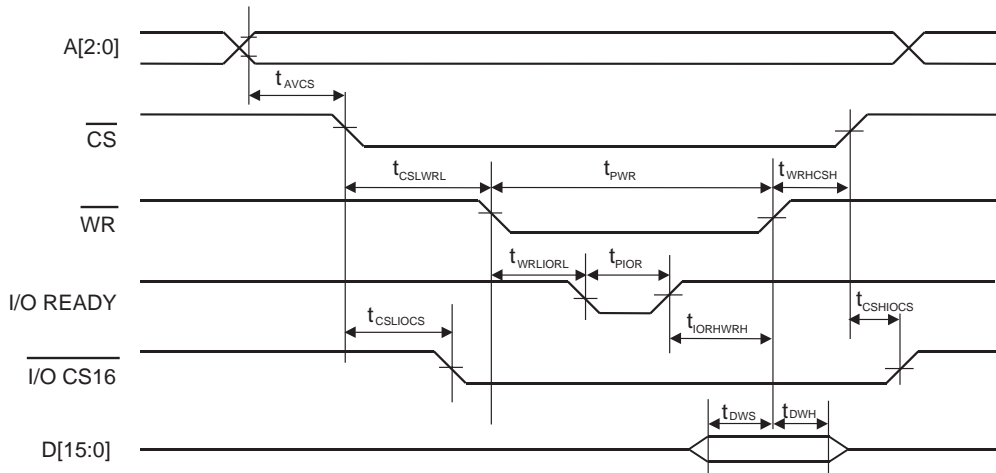 A[2:0]
tAVCS
CS
tCSLWRL
tPWR
tWRHCSH
WR
tWRLIORL
tPIOR
I/O READY
tCSLIOCS
tIORHWRH
tCSHIOCS
I/O CS16
tDWS
tDWH
D[15:0]